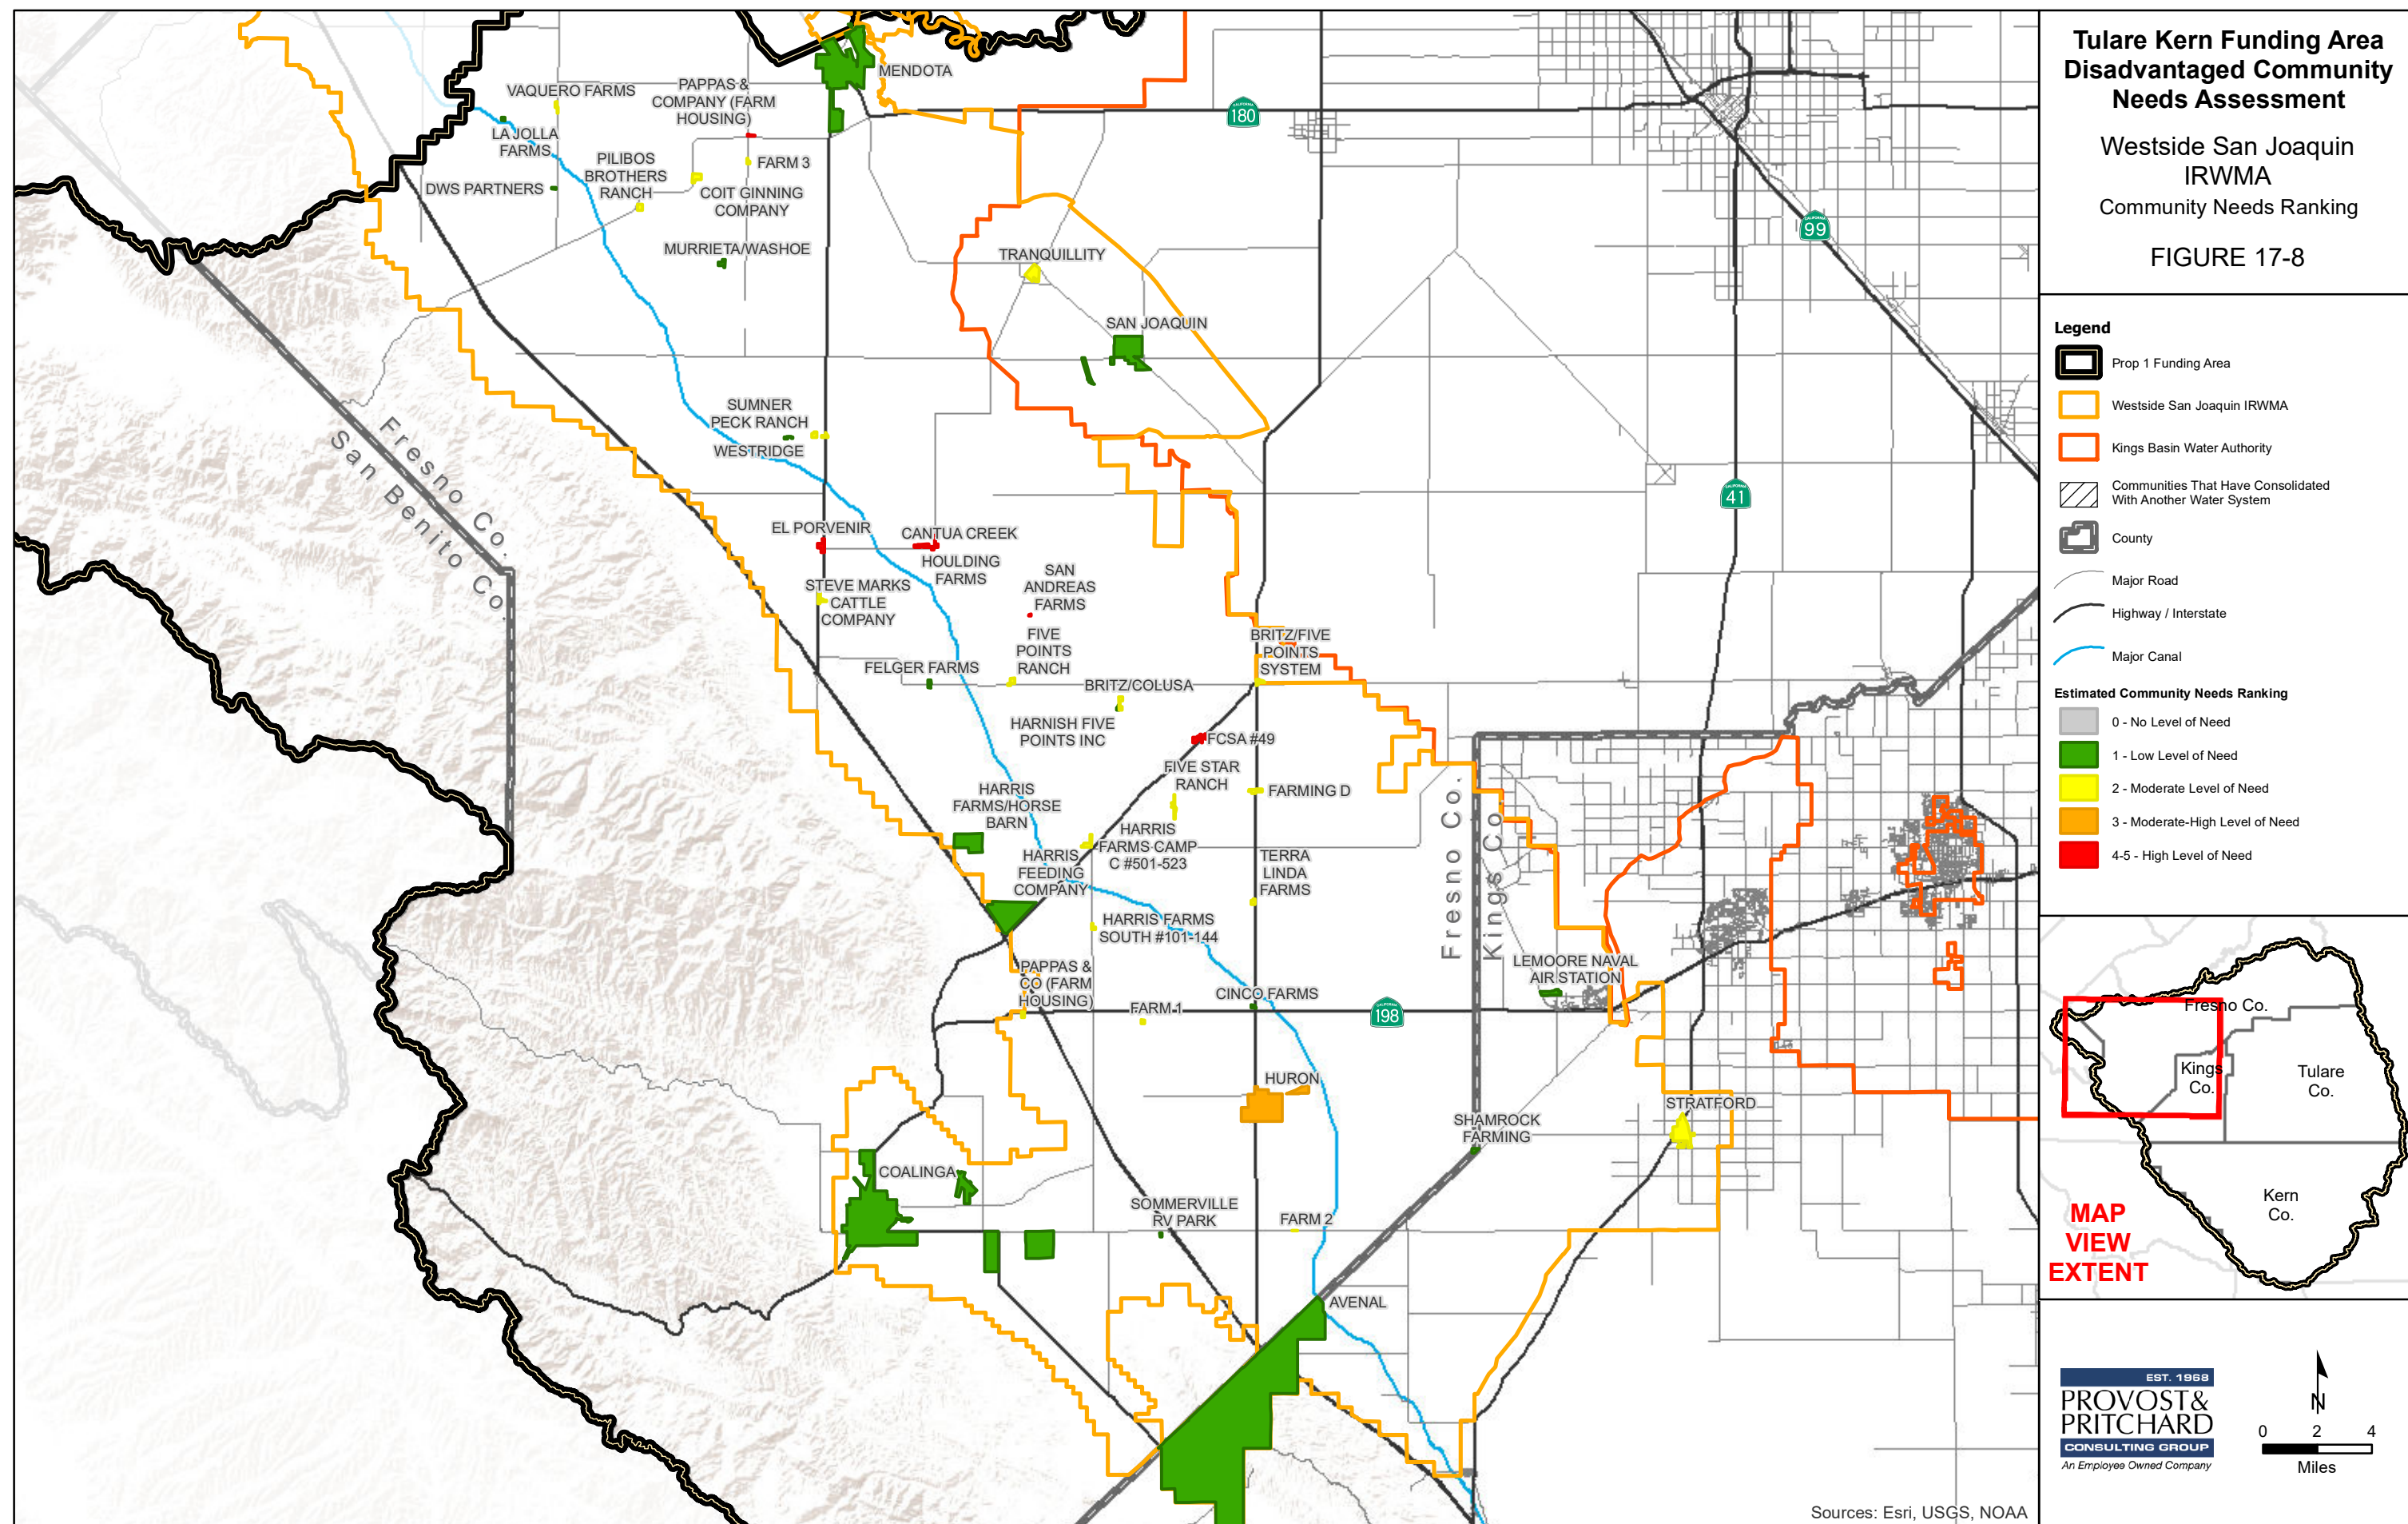 Tulare Kern Funding Area
Disadvantaged Community
Needs Assessment
Westside San Joaquin
IRWMA
Community Needs Ranking
FIGURE 17-8
Legend
Prop 1 Funding Area
Westside San Joaquin IRWMA
Kings Basin Water Authority
Communities That Have Consolidated
With Another Water System
County
Major Road
Highway / Interstate
Major Canal
Estimated Community Needs Ranking
0 - No Level of Need
1 - Low Level of Need
2 - Moderate Level of Need
3 - Moderate-High Level of Need
4-5 - High Level of Need
Fresno Co.
Kings
Co.
Tulare
Co.
Kern
Co.
MAP
VIEW
EXTENT
EST. 1968
PROVOST&
PRITCHARD
CONSULTING GROUP
An Employee Owned Company
N
0 2 4
Miles
MENDOTA
VAQUERO FARMS
PAPPAS &
COMPANY (FARM
HOUSING)
LA JOLLA
FARMS
PILIBOS
BROTHERS
RANCH
FARM 3
DWS PARTNERS
COIT GINNING
COMPANY
MURRIETA/WASHOE
TRANQUILLITY
SAN JOAQUIN
CALIFORNIA
180
CALIFORNIA
99
CALIFORNIA
41
SUMNER
PECK RANCH
WESTRIDGE
Fresno Co.
San Benito Co.
EL PORVENIR
CANTUA CREEK
HOULDING
FARMS
STEVE MARKS
CATTLE
COMPANY
SAN
ANDREAS
FARMS
FIVE
POINTS
RANCH
BRITZ/FIVE
POINTS
SYSTEM
FELGER FARMS
BRITZ/COLUSA
HARNISH FIVE
POINTS INC
FCSA #49
FIVE STAR
RANCH
FARMING D
HARRIS
FARMS/HORSE
BARN
HARRIS
FARMS CAMP
C #501-523
HARRIS
FEEDING
COMPANY
TERRA
LINDA
FARMS
HARRIS FARMS
SOUTH #101-144
Fresno Co.
Kings Co.
LEMOORE NAVAL
AIR STATION
PAPPAS &
CO (FARM
HOUSING)
FARM 1
CINCO FARMS
CALIFORNIA
198
HURON
STRATFORD
SHAMROCK
FARMING
COALINGA
SOMMERVILLE
RV PARK
FARM 2
AVENAL
Sources: Esri, USGS, NOAA